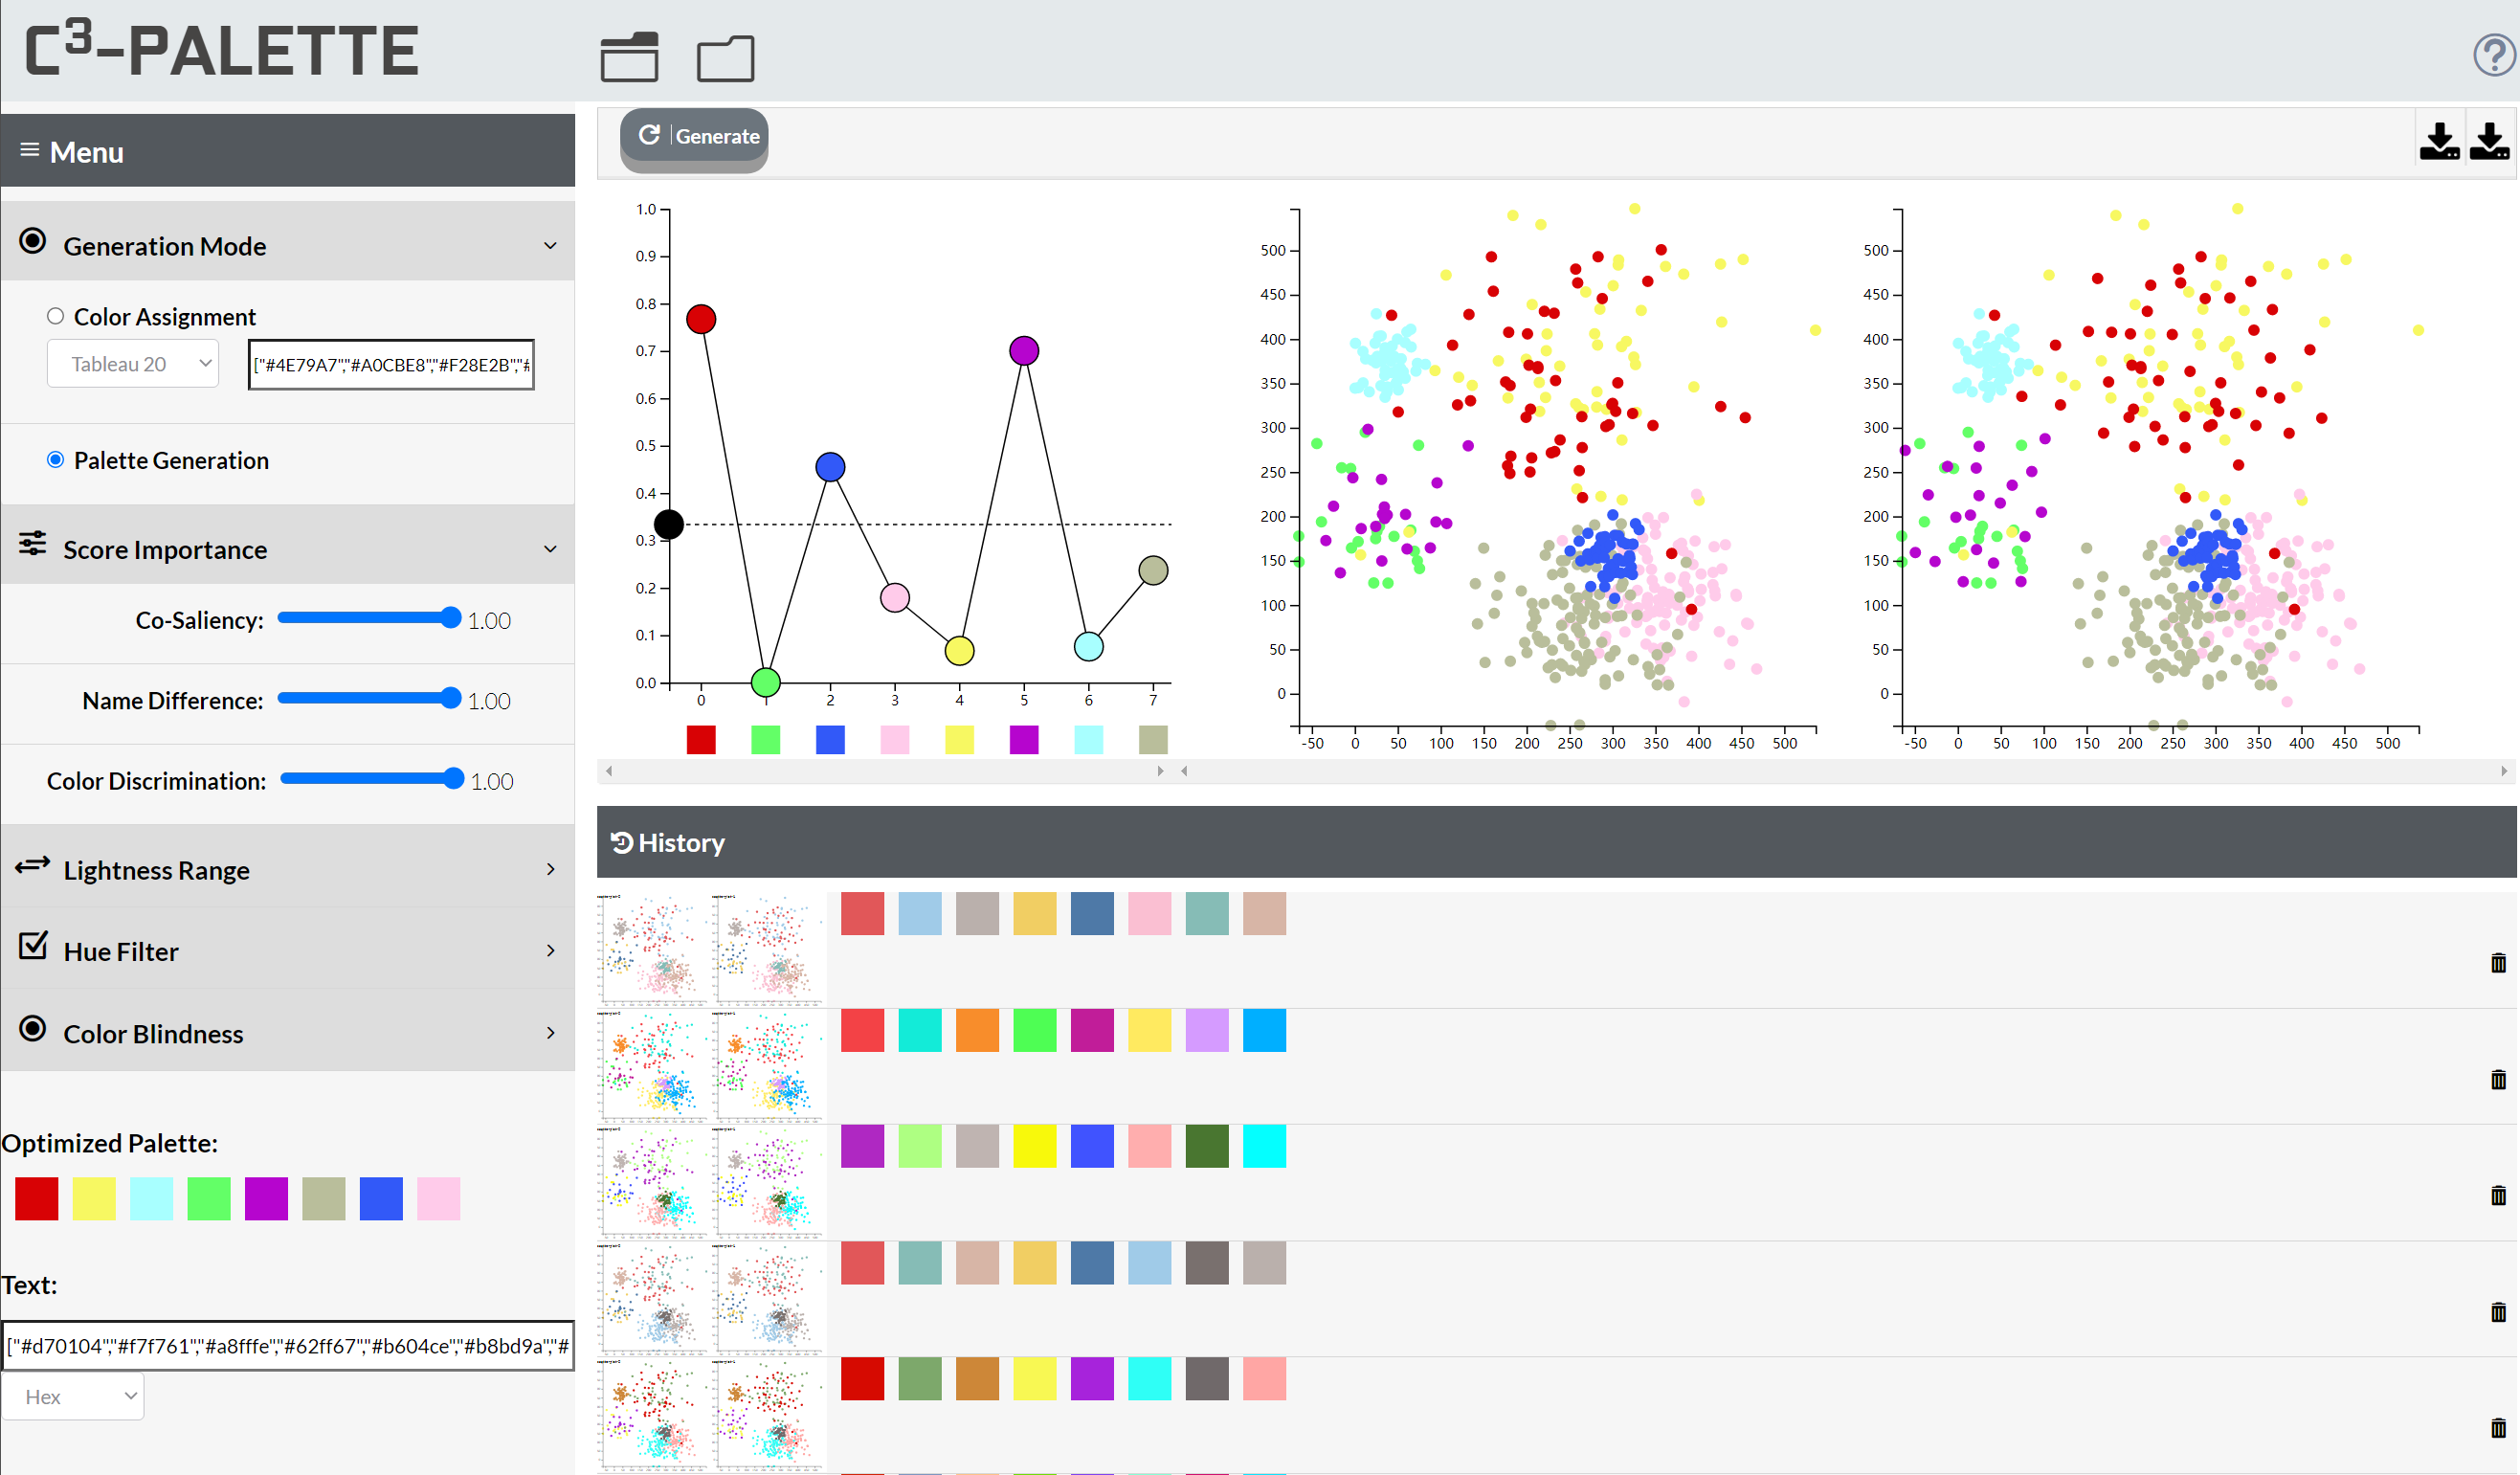 C³-PALETTE
Menu
Generation Mode
Color Assignment
Tableau 20
["#4E79A7","#A0CBE8","#F28E2B","#
Palette Generation
Score Importance
Co-Saliency: 1.00
Name Difference: 1.00
Color Discrimination: 1.00
Lightness Range
Hue Filter
Color Blindness
Optimized Palette:
Text:
["#d70104","#f7f761","#a8fffe","#62ff67","#b604ce","#b8bd9a","#
Hex
Generate
1.0
0.9
0.8
0.7
0.6
0.5
0.4
0.3
0.2
0.1
0.0
0 1 2 3 4 5 6 7
500
450
400
350
300
250
200
150
100
50
0
-50 0 50 100 150 200 250 300 350 400 450 500
500
450
400
350
300
250
200
150
100
50
0
-50 0 50 100 150 200 250 300 350 400 450 500
History